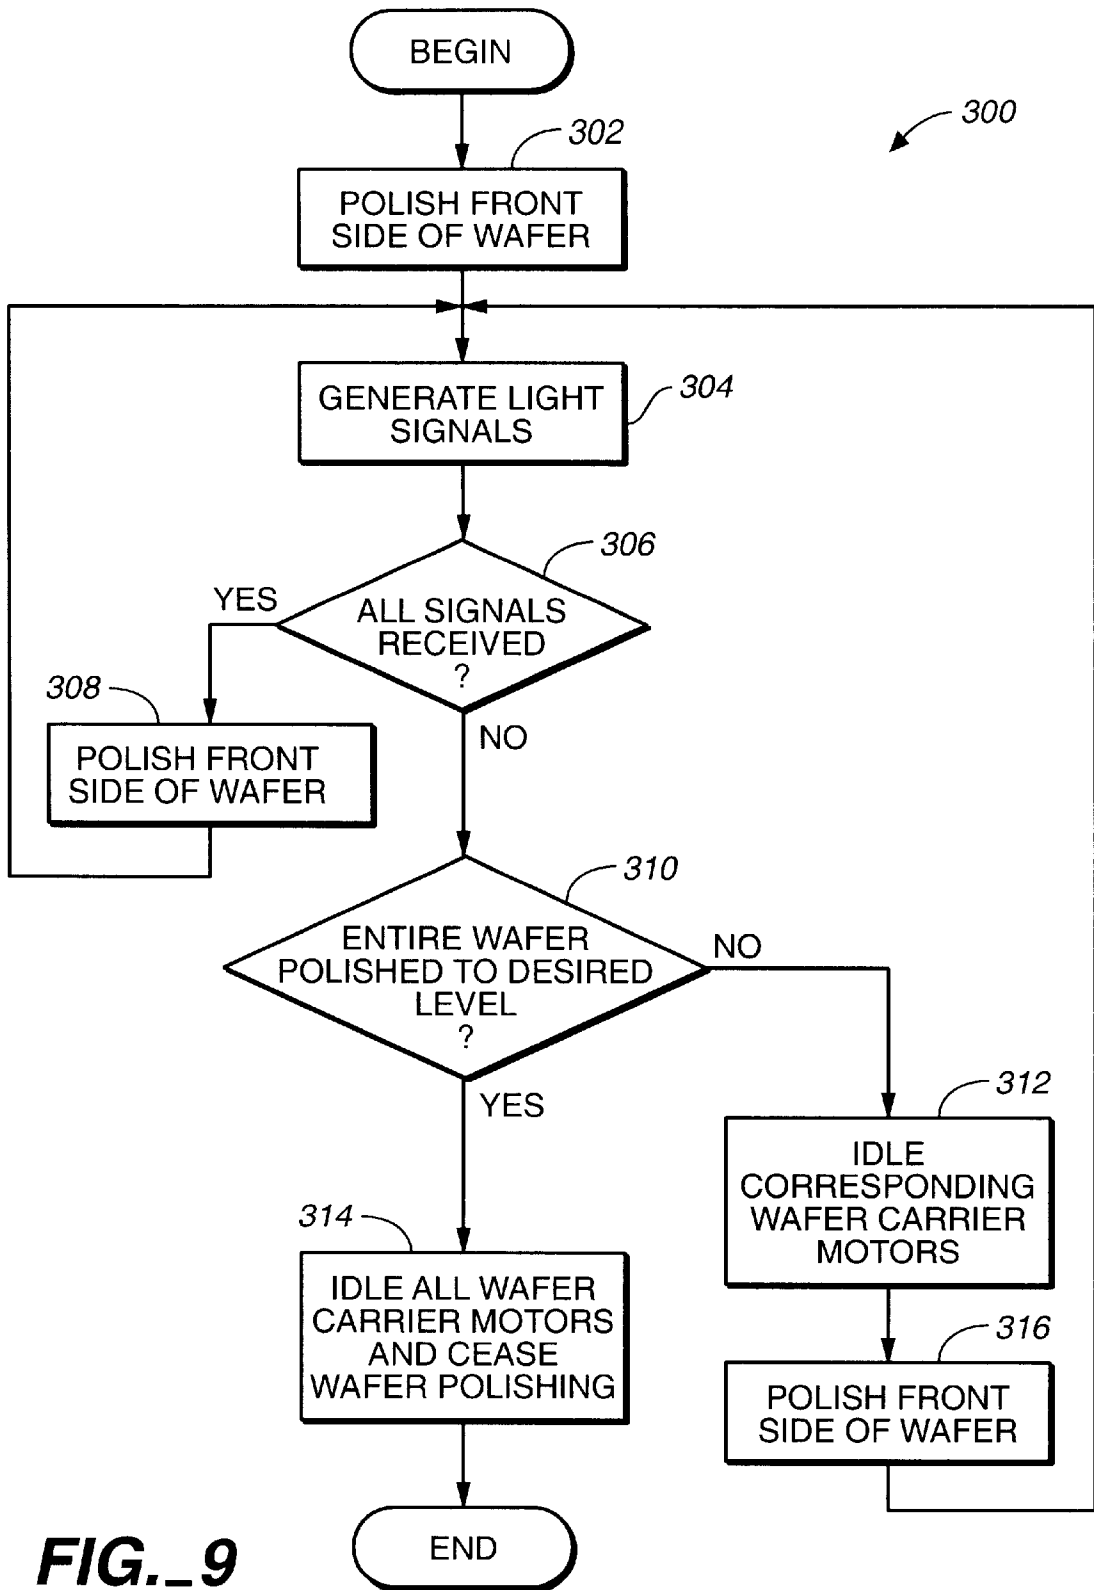 BEGIN
300
302
POLISH FRONT
SIDE OF WAFER
GENERATE LIGHT
SIGNALS
304
306
YES
ALL SIGNALS
RECEIVED
?
308
NO
POLISH FRONT
SIDE OF WAFER
310
ENTIRE WAFER
POLISHED TO DESIRED
LEVEL
?
NO
YES
312
IDLE
CORRESPONDING
WAFER CARRIER
MOTORS
314
IDLE ALL WAFER
CARRIER MOTORS
AND CEASE
WAFER POLISHING
316
POLISH FRONT
SIDE OF WAFER
END
FIG._9